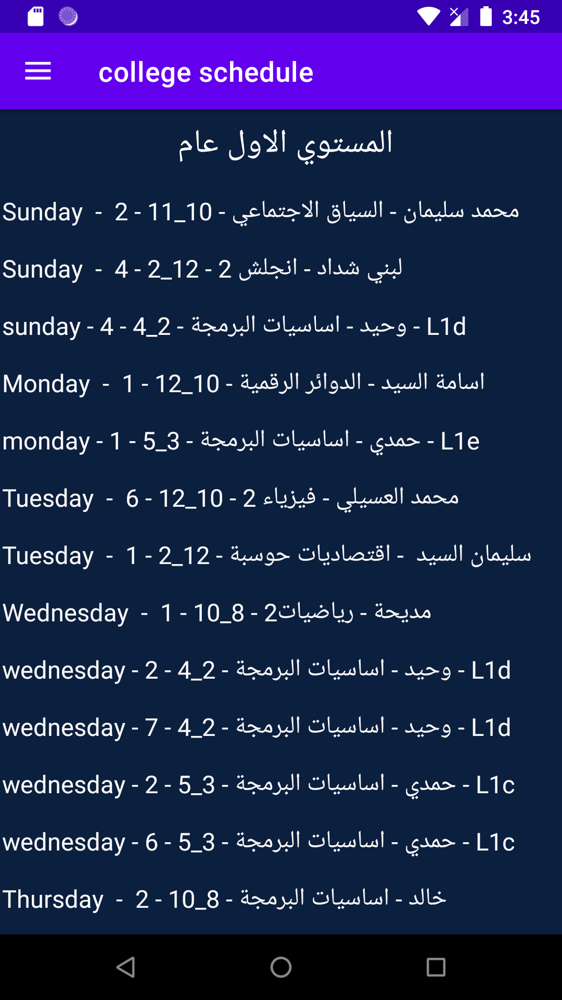 3:45
college schedule
المستوي الاول عام
Sunday - 2 - 11_10 - محمد سليمان - السياق الاجتماعي
Sunday - 4 - 2_12 - 2 لبني شداد - انجلش
sunday - 4 - 4_2 - وحيد - اساسيات البرمجة - L1d
Monday - 1 - 12_10 - اسامة السيد - الدوائر الرقمية
monday - 1 - 5_3 - حمدي - اساسيات البرمجة - L1e
Tuesday - 6 - 12_10 - 2 محمد العسيلي - فيزياء
Tuesday - 1 - 2_12 - سليمان السيد - اقتصاديات حوسبة
Wednesday - 1 - 10_8 - مديحة - رياضيات2
wednesday - 2 - 4_2 - وحيد - اساسيات البرمجة - L1d
wednesday - 7 - 4_2 - وحيد - اساسيات البرمجة - L1d
wednesday - 2 - 5_3 - حمدي - اساسيات البرمجة - L1c
wednesday - 6 - 5_3 - حمدي - اساسيات البرمجة - L1c
Thursday - 2 - 10_8 - خالد - اساسيات البرمجة